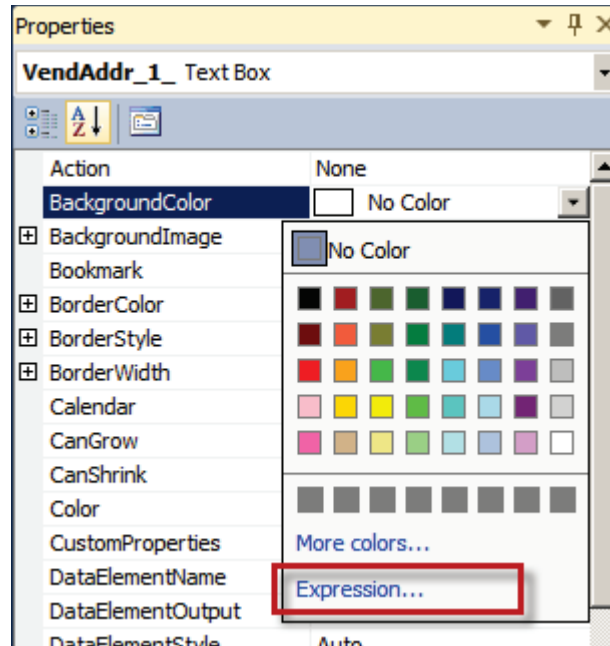 Properties
VendAddr_1_ Text Box
Action None
BackgroundColor No Color
BackgroundImage
No Color
Bookmark
BorderColor
BorderStyle
BorderWidth
Calendar
CanGrow
CanShrink
Color
CustomProperties More colors...
DataElementName
Expression...
DataElementOutput
DataElementStyle Auto